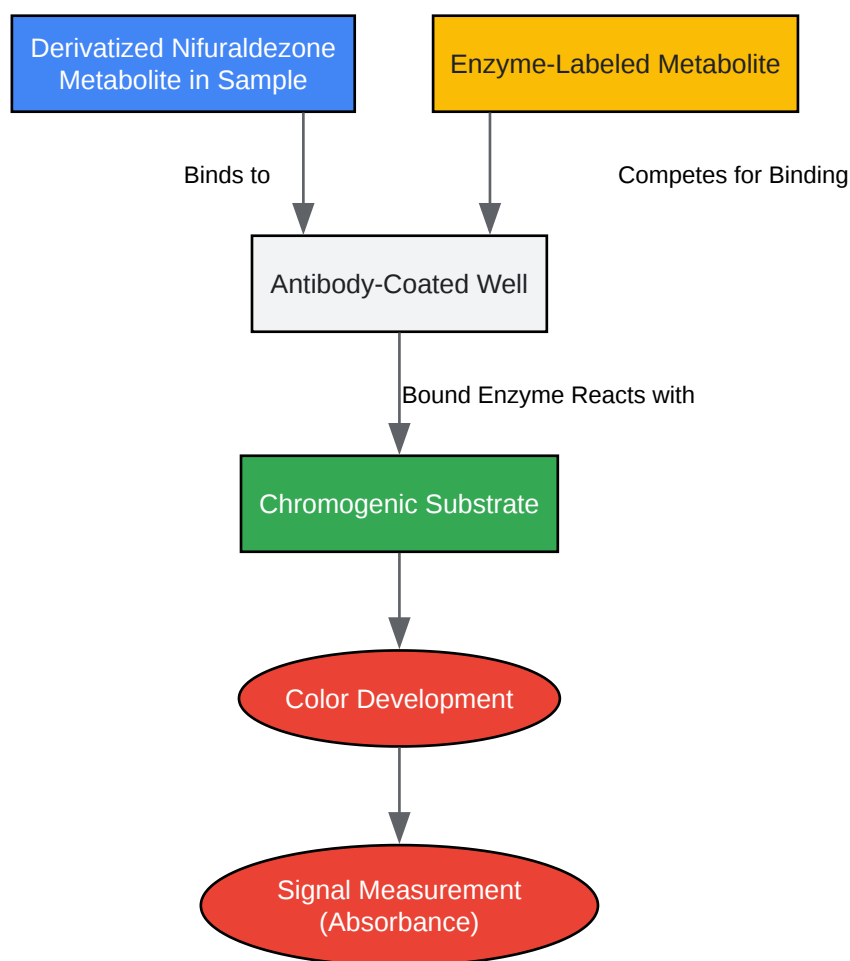 Derivatized Nifuraldezone
Metabolite in Sample
Enzyme-Labeled Metabolite
Binds to
Competes for Binding
Antibody-Coated Well
Bound Enzyme Reacts with
Chromogenic Substrate
Color Development
Signal Measurement
(Absorbance)